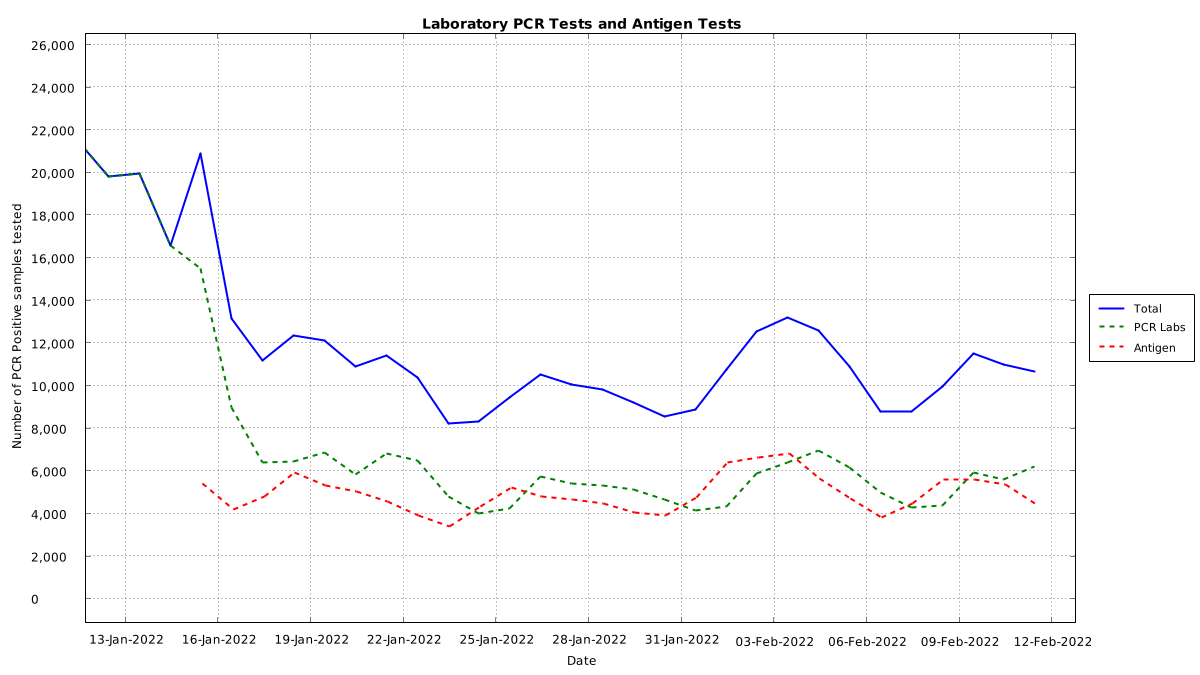 Laboratory PCR Tests and Antigen Tests
26,000
24,000
22,000
20,000
18,000
16,000
14,000
12,000
10,000
8,000
6,000
4,000
2,000
0
Number of PCR Positive samples tested
13-Jan-2022 16-Jan-2022 19-Jan-2022 22-Jan-2022 25-Jan-2022 28-Jan-2022 31-Jan-2022 03-Feb-2022 06-Feb-2022 09-Feb-2022 12-Feb-2022
Date
Total
PCR Labs
Antigen